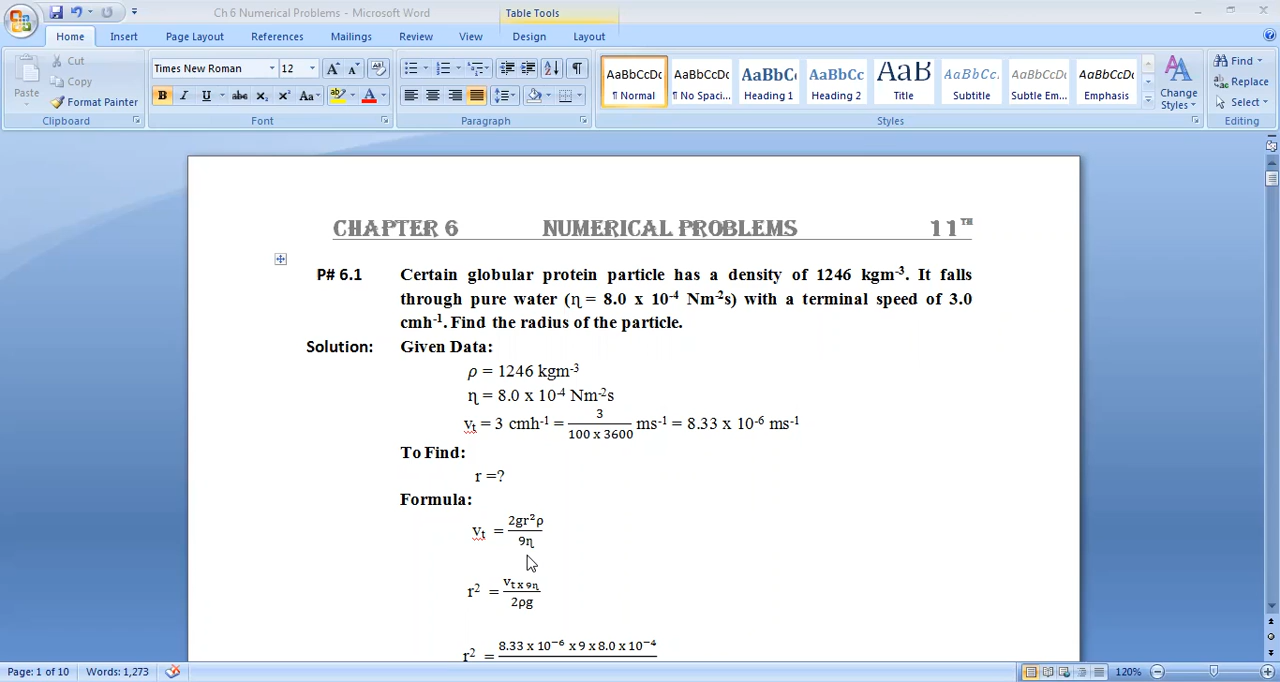 Ch 6 Numerical Problems - Microsoft Word
Table Tools
Home Insert Page Layout References Mailings Review View Design Layout
Paste
Cut
Copy
Format Painter
Clipboard
Times New Roman 12
B I U abc x₂ x² Aa
Font
Paragraph
AaBbCcDc AaBbCcDc AaBbC AaBbCc AaB AaBbCc. AaBbCcDc AaBbCcDc
¶ Normal ¶ No Spaci... Heading 1 Heading 2 Title Subtitle Subtle Em... Emphasis
Change Styles
Styles
Find
Replace
Select
Editing
CHAPTER 6 NUMERICAL PROBLEMS 11TH
P# 6.1 Certain globular protein particle has a density of 1246 kgm⁻³. It falls
through pure water (η = 8.0 x 10⁻⁴ Nm⁻²s) with a terminal speed of 3.0
cmh⁻¹. Find the radius of the particle.
Solution: Given Data:
ρ = 1246 kgm⁻³
η = 8.0 x 10⁻⁴ Nm⁻²s
vₜ = 3 cmh⁻¹ = 3 / (100 x 3600) ms⁻¹ = 8.33 x 10⁻⁶ ms⁻¹
To Find:
r =?
Formula:
vₜ = 2gr²ρ / 9η
r² = vₜ x 9η / 2ρg
r² = 8.33 x 10⁻⁶ x 9 x 8.0 x 10⁻⁴
Page: 1 of 10 Words: 1,273 120%